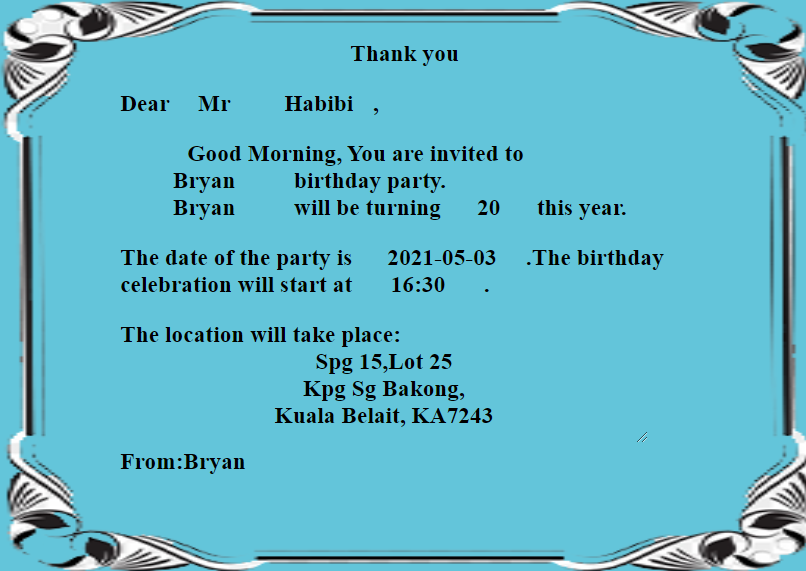 Thank you
Dear Mr Habibi ,
Good Morning, You are invited to
Bryan birthday party.
Bryan will be turning 20 this year.
The date of the party is 2021-05-03 .The birthday
celebration will start at 16:30 .
The location will take place:
Spg 15,Lot 25
Kpg Sg Bakong,
Kuala Belait, KA7243
From:Bryan